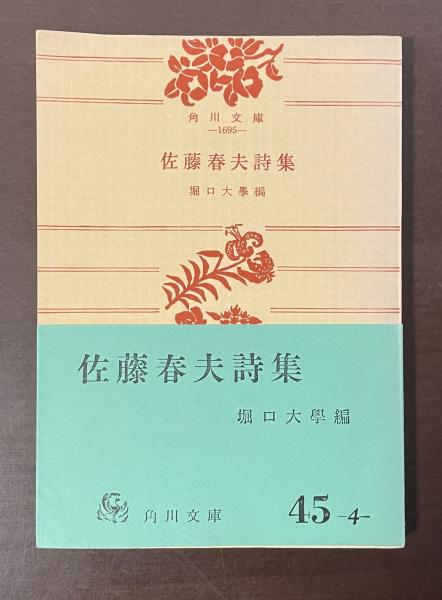 角川文庫
—1695—
佐藤春夫詩集
堀口大學編
佐藤春夫詩集
堀口大學編
角川文庫
45 -4-